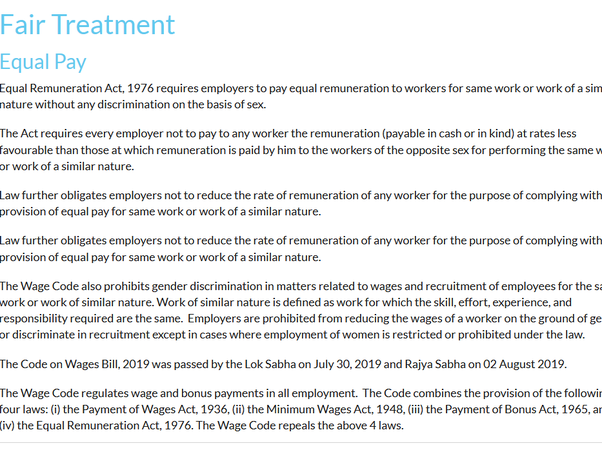 Fair Treatment
Equal Pay
Equal Remuneration Act, 1976 requires employers to pay equal remuneration to workers for same work or work of a sim
nature without any discrimination on the basis of sex.
The Act requires every employer not to pay to any worker the remuneration (payable in cash or in kind) at rates less
favourable than those at which remuneration is paid by him to the workers of the opposite sex for performing the same w
or work of a similar nature.
Law further obligates employers not to reduce the rate of remuneration of any worker for the purpose of complying with
provision of equal pay for same work or work of a similar nature.
Law further obligates employers not to reduce the rate of remuneration of any worker for the purpose of complying with
provision of equal pay for same work or work of a similar nature.
The Wage Code also prohibits gender discrimination in matters related to wages and recruitment of employees for the sa
work or work of similar nature. Work of similar nature is defined as work for which the skill, effort, experience, and
responsibility required are the same.  Employers are prohibited from reducing the wages of a worker on the ground of ge
or discriminate in recruitment except in cases where employment of women is restricted or prohibited under the law.
The Code on Wages Bill, 2019 was passed by the Lok Sabha on July 30, 2019 and Rajya Sabha on 02 August 2019.
The Wage Code regulates wage and bonus payments in all employment.  The Code combines the provision of the followin
four laws: (i) the Payment of Wages Act, 1936, (ii) the Minimum Wages Act, 1948, (iii) the Payment of Bonus Act, 1965, an
(iv) the Equal Remuneration Act, 1976. The Wage Code repeals the above 4 laws.